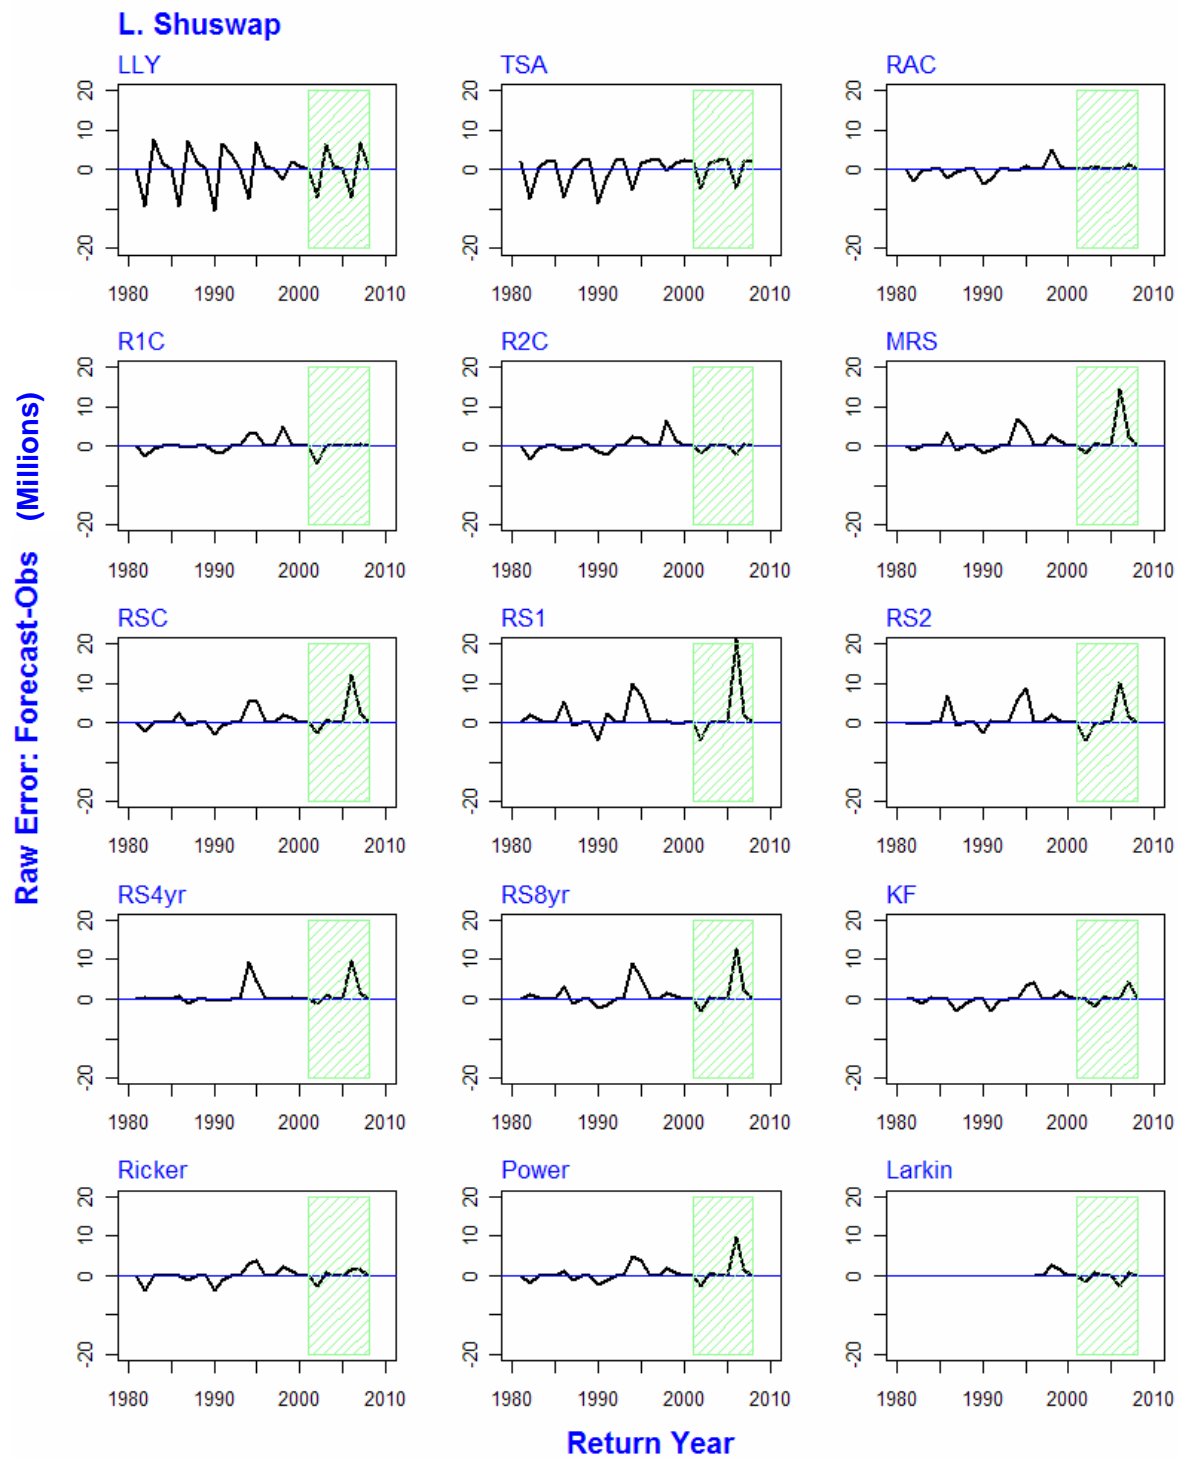 L. Shuswap
LLY TSA RAC
20 20 20
10 10 10
0 0 0
-20 -20 -20
1980 1990 2000 2010 1980 1990 2000 2010 1980 1990 2000 2010
R1C R2C MRS
20 20 20
10 10 10
0 0 0
-20 -20 -20
1980 1990 2000 2010 1980 1990 2000 2010 1980 1990 2000 2010
Raw Error: Forecast-Obs (Millions)
RSC RS1 RS2
20 20 20
10 10 10
0 0 0
-20 -20 -20
1980 1990 2000 2010 1980 1990 2000 2010 1980 1990 2000 2010
RS4yr RS8yr KF
20 20 20
10 10 10
0 0 0
-20 -20 -20
1980 1990 2000 2010 1980 1990 2000 2010 1980 1990 2000 2010
Ricker Power Larkin
20 20 20
10 10 10
0 0 0
-20 -20 -20
1980 1990 2000 2010 1980 1990 2000 2010 1980 1990 2000 2010
Return Year